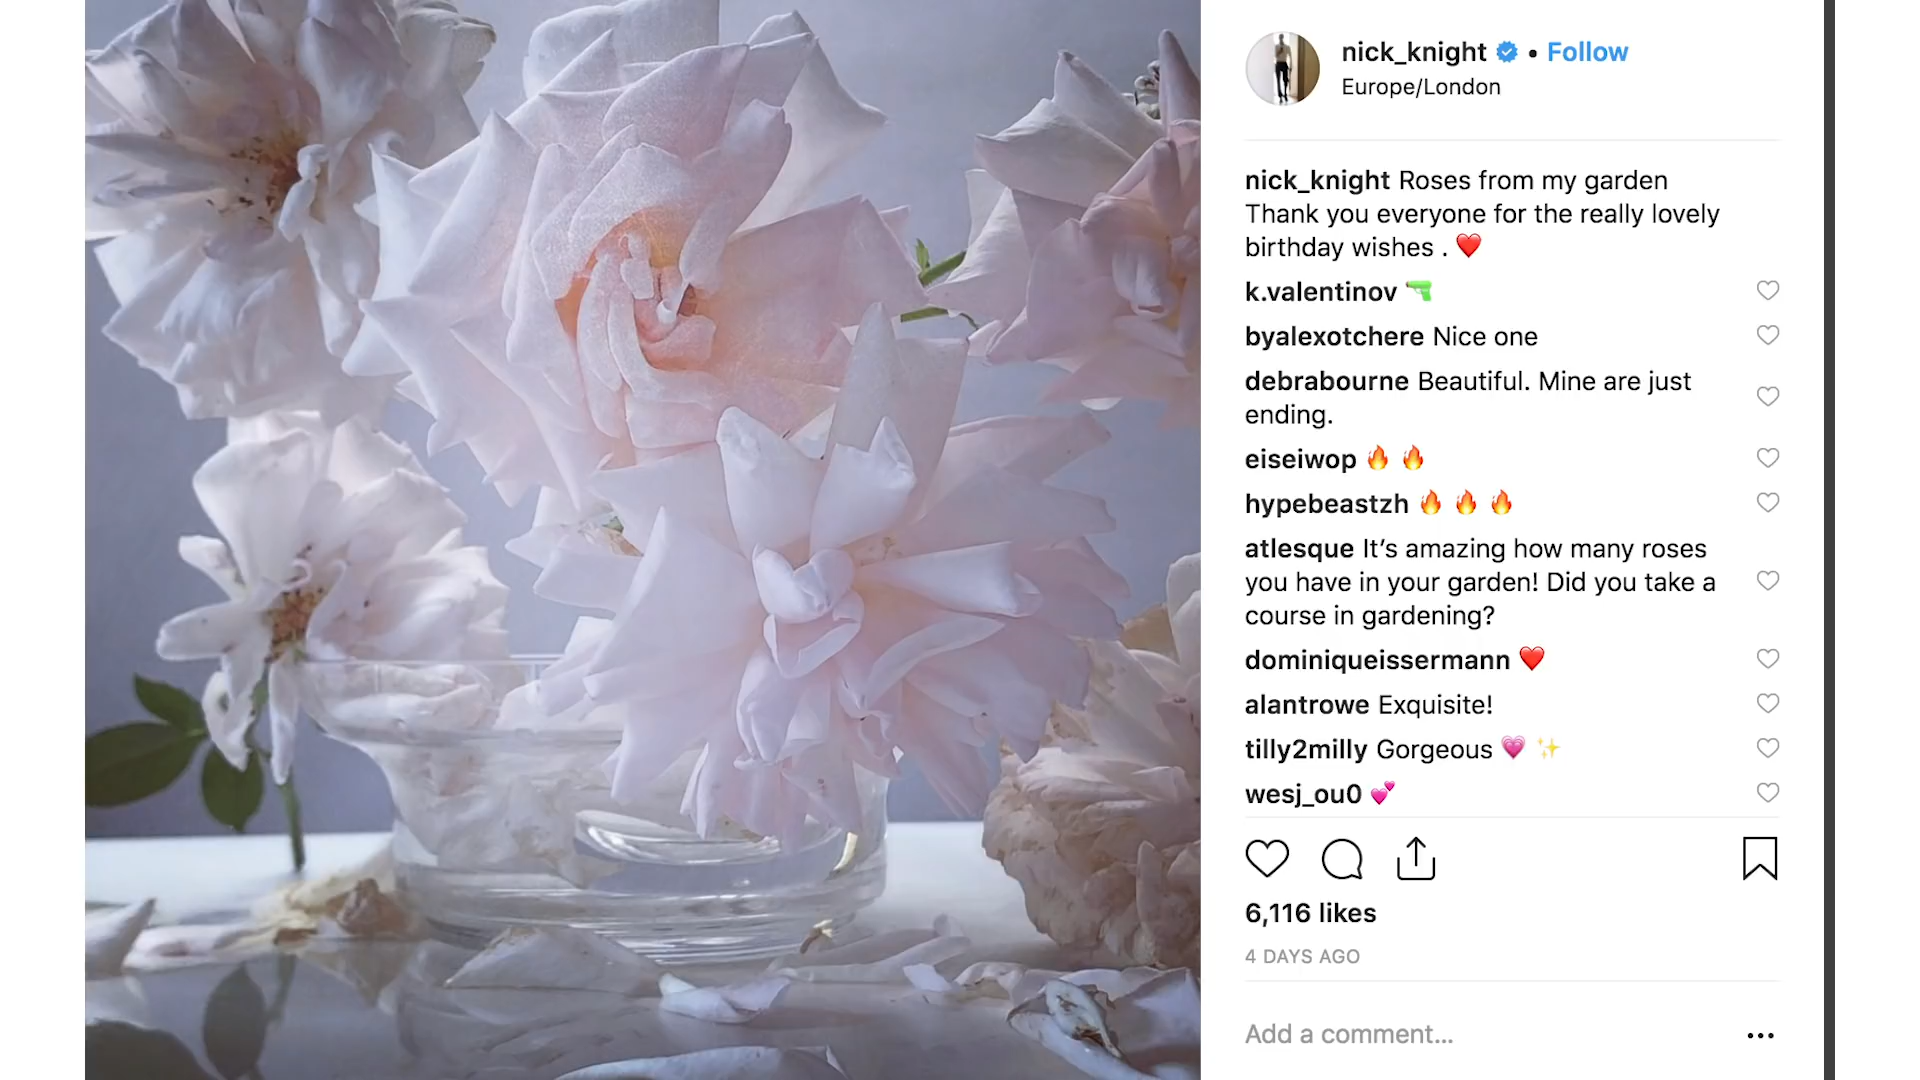 nick_knight • Follow
Europe/London
nick_knight Roses from my garden
Thank you everyone for the really lovely
birthday wishes . ❤️
k.valentinov 🔫
byalexotchere Nice one
debrabourne Beautiful. Mine are just
ending.
eiseiwop 🔥 🔥
hypebeastzh 🔥 🔥 🔥
atlesque It’s amazing how many roses
you have in your garden! Did you take a
course in gardening?
dominiqueissermann ❤️
alantrowe Exquisite!
tilly2milly Gorgeous 💗 ✨
wesj_ou0 💕
6,116 likes
4 DAYS AGO
Add a comment...